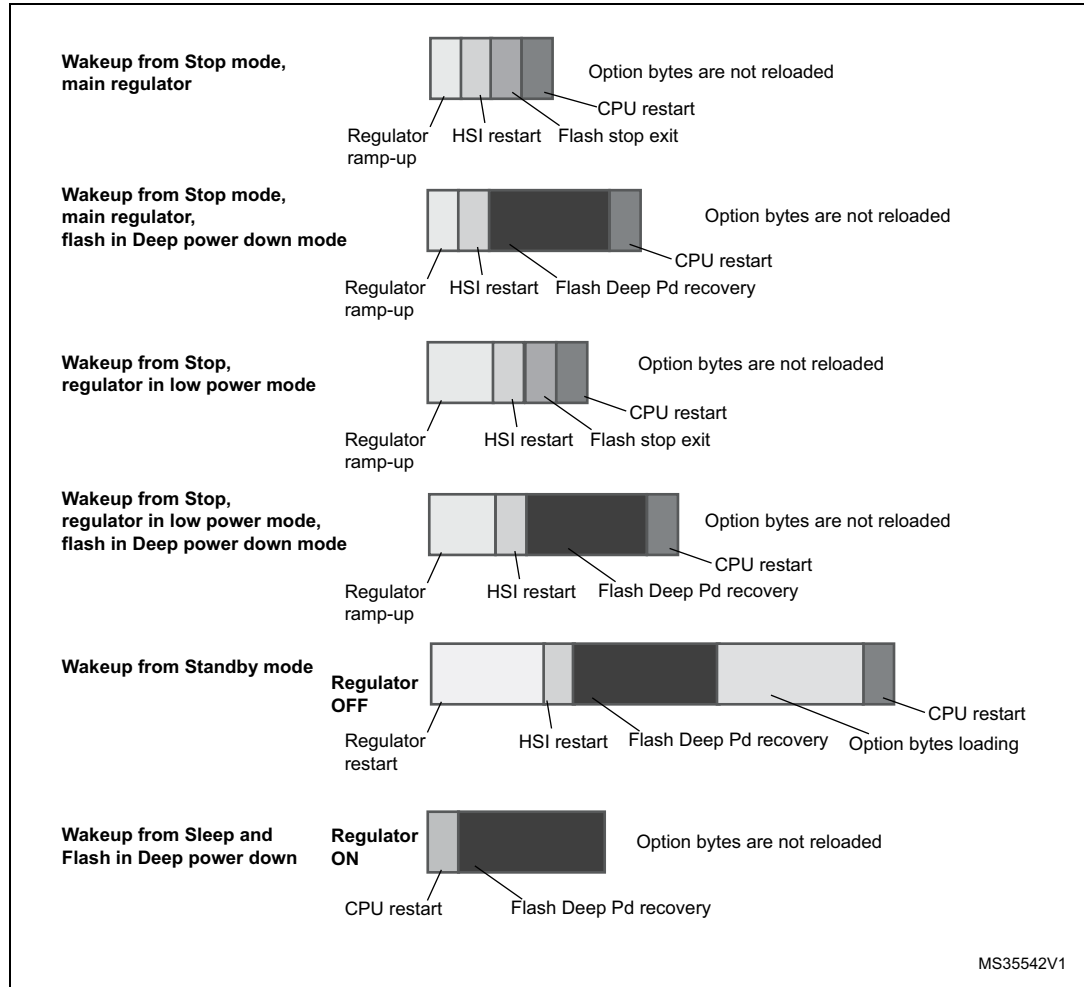 Wakeup from Stop mode,
main regulator
Option bytes are not reloaded
CPU restart
Regulator
ramp-up
HSI restart
Flash stop exit
Wakeup from Stop mode,
main regulator,
flash in Deep power down mode
Option bytes are not reloaded
CPU restart
Regulator
ramp-up
HSI restart
Flash Deep Pd recovery
Wakeup from Stop,
regulator in low power mode
Option bytes are not reloaded
CPU restart
Regulator
ramp-up
HSI restart
Flash stop exit
Wakeup from Stop,
regulator in low power mode,
flash in Deep power down mode
Option bytes are not reloaded
CPU restart
Regulator
ramp-up
HSI restart
Flash Deep Pd recovery
Wakeup from Standby mode
Regulator
OFF
CPU restart
Regulator
restart
HSI restart
Flash Deep Pd recovery
Option bytes loading
Wakeup from Sleep and
Flash in Deep power down
Regulator
ON
Option bytes are not reloaded
CPU restart
Flash Deep Pd recovery
MS35542V1